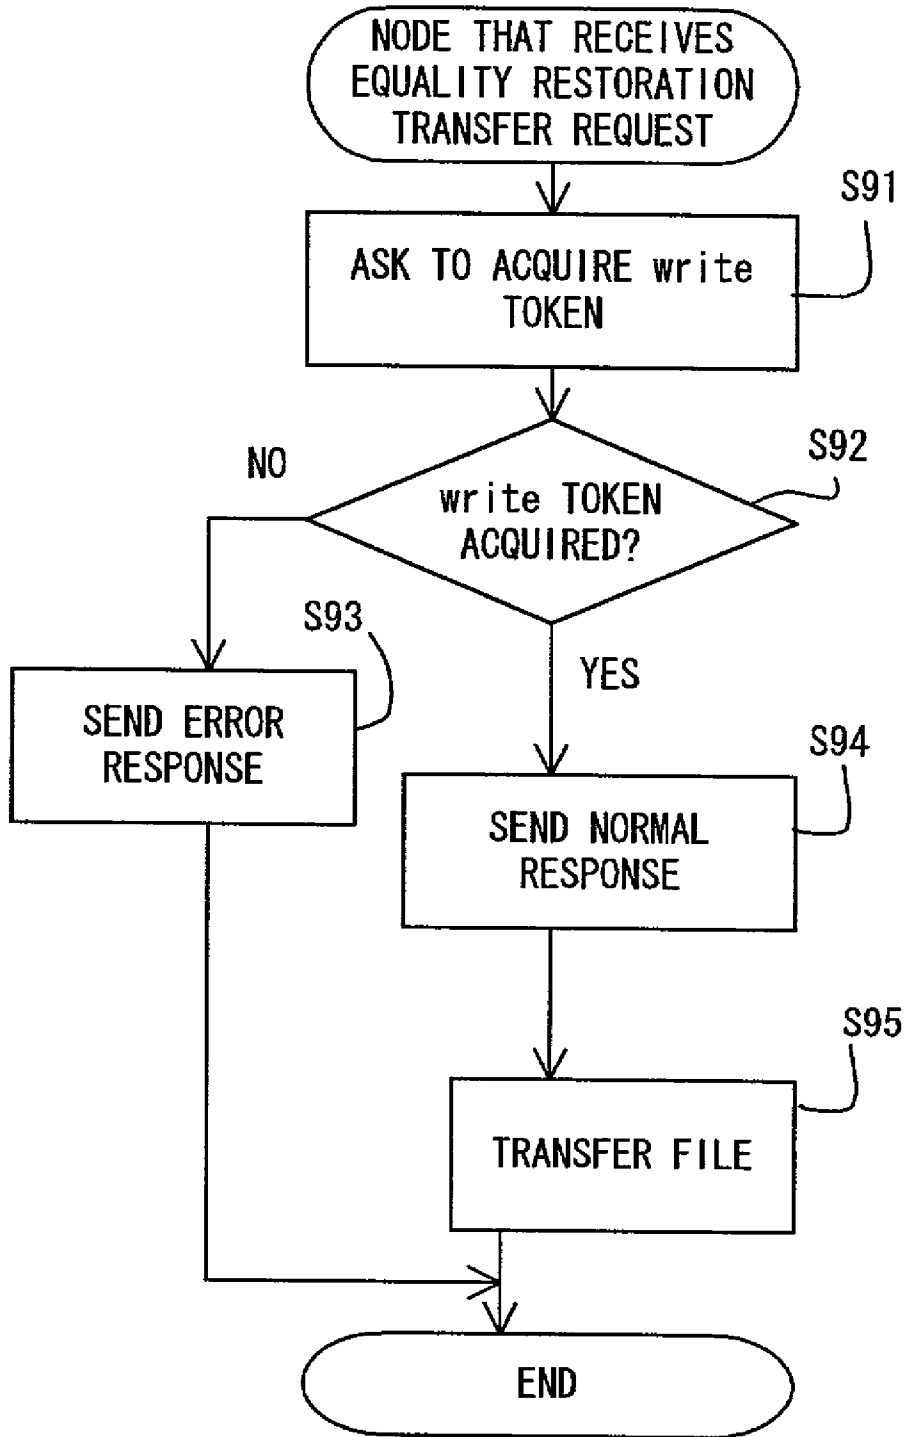 NODE THAT RECEIVES
EQUALITY RESTORATION
TRANSFER REQUEST
S91
ASK TO ACQUIRE write
TOKEN
S92
NO
write TOKEN
ACQUIRED?
S93
YES
SEND ERROR
RESPONSE
S94
SEND NORMAL
RESPONSE
S95
TRANSFER FILE
END